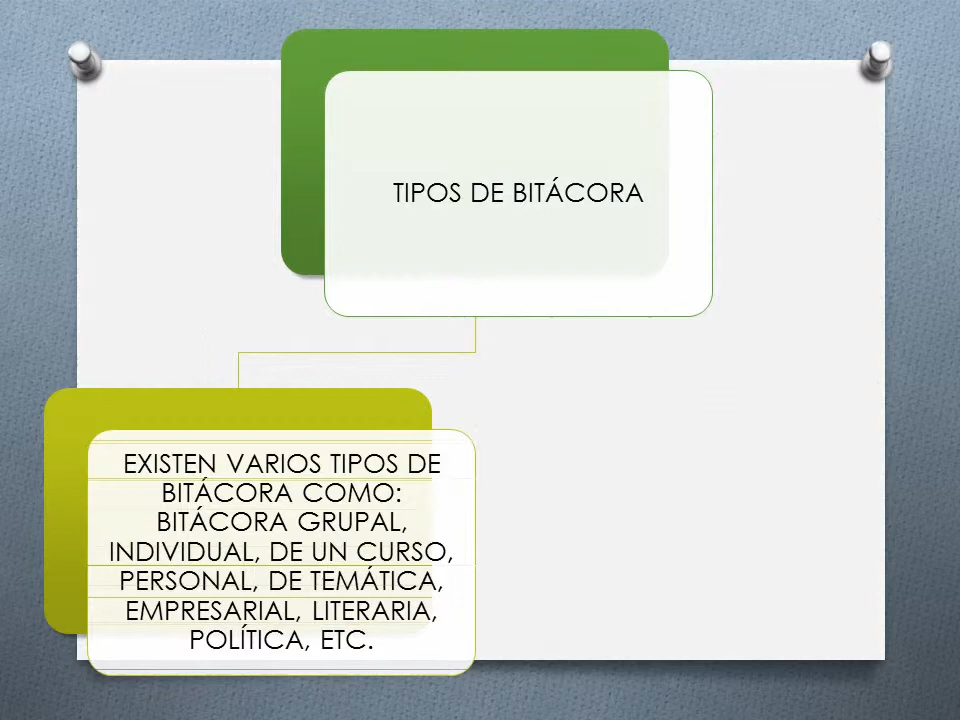 TIPOS DE BITÁCORA
EXISTEN VARIOS TIPOS DE
BITÁCORA COMO:
BITÁCORA GRUPAL,
INDIVIDUAL, DE UN CURSO,
PERSONAL, DE TEMÁTICA,
EMPRESARIAL, LITERARIA,
POLÍTICA, ETC.